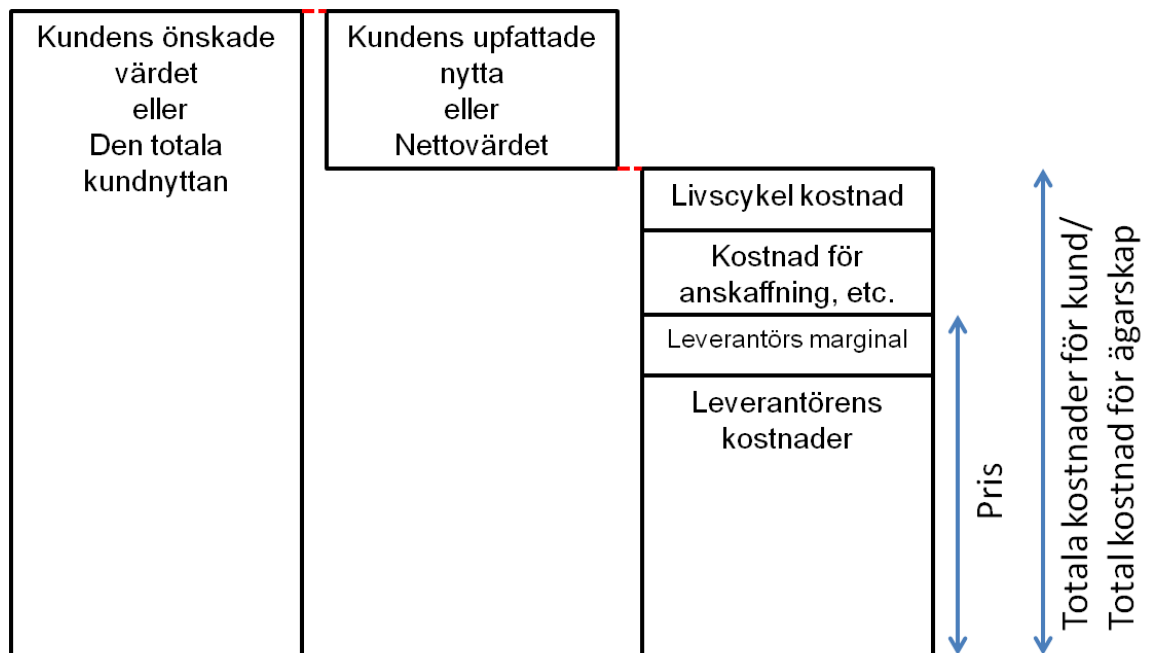 Kundens önskade
värdet
eller
Den totala
kundnyttan
Kundens upfattade
nytta
eller
Nettovärdet
Livscykel kostnad
Kostnad för
anskaffning, etc.
Leverantörs marginal
Leverantörens
kostnader
Pris
Totala kostnader för kund/
Total kostnad för ägarskap